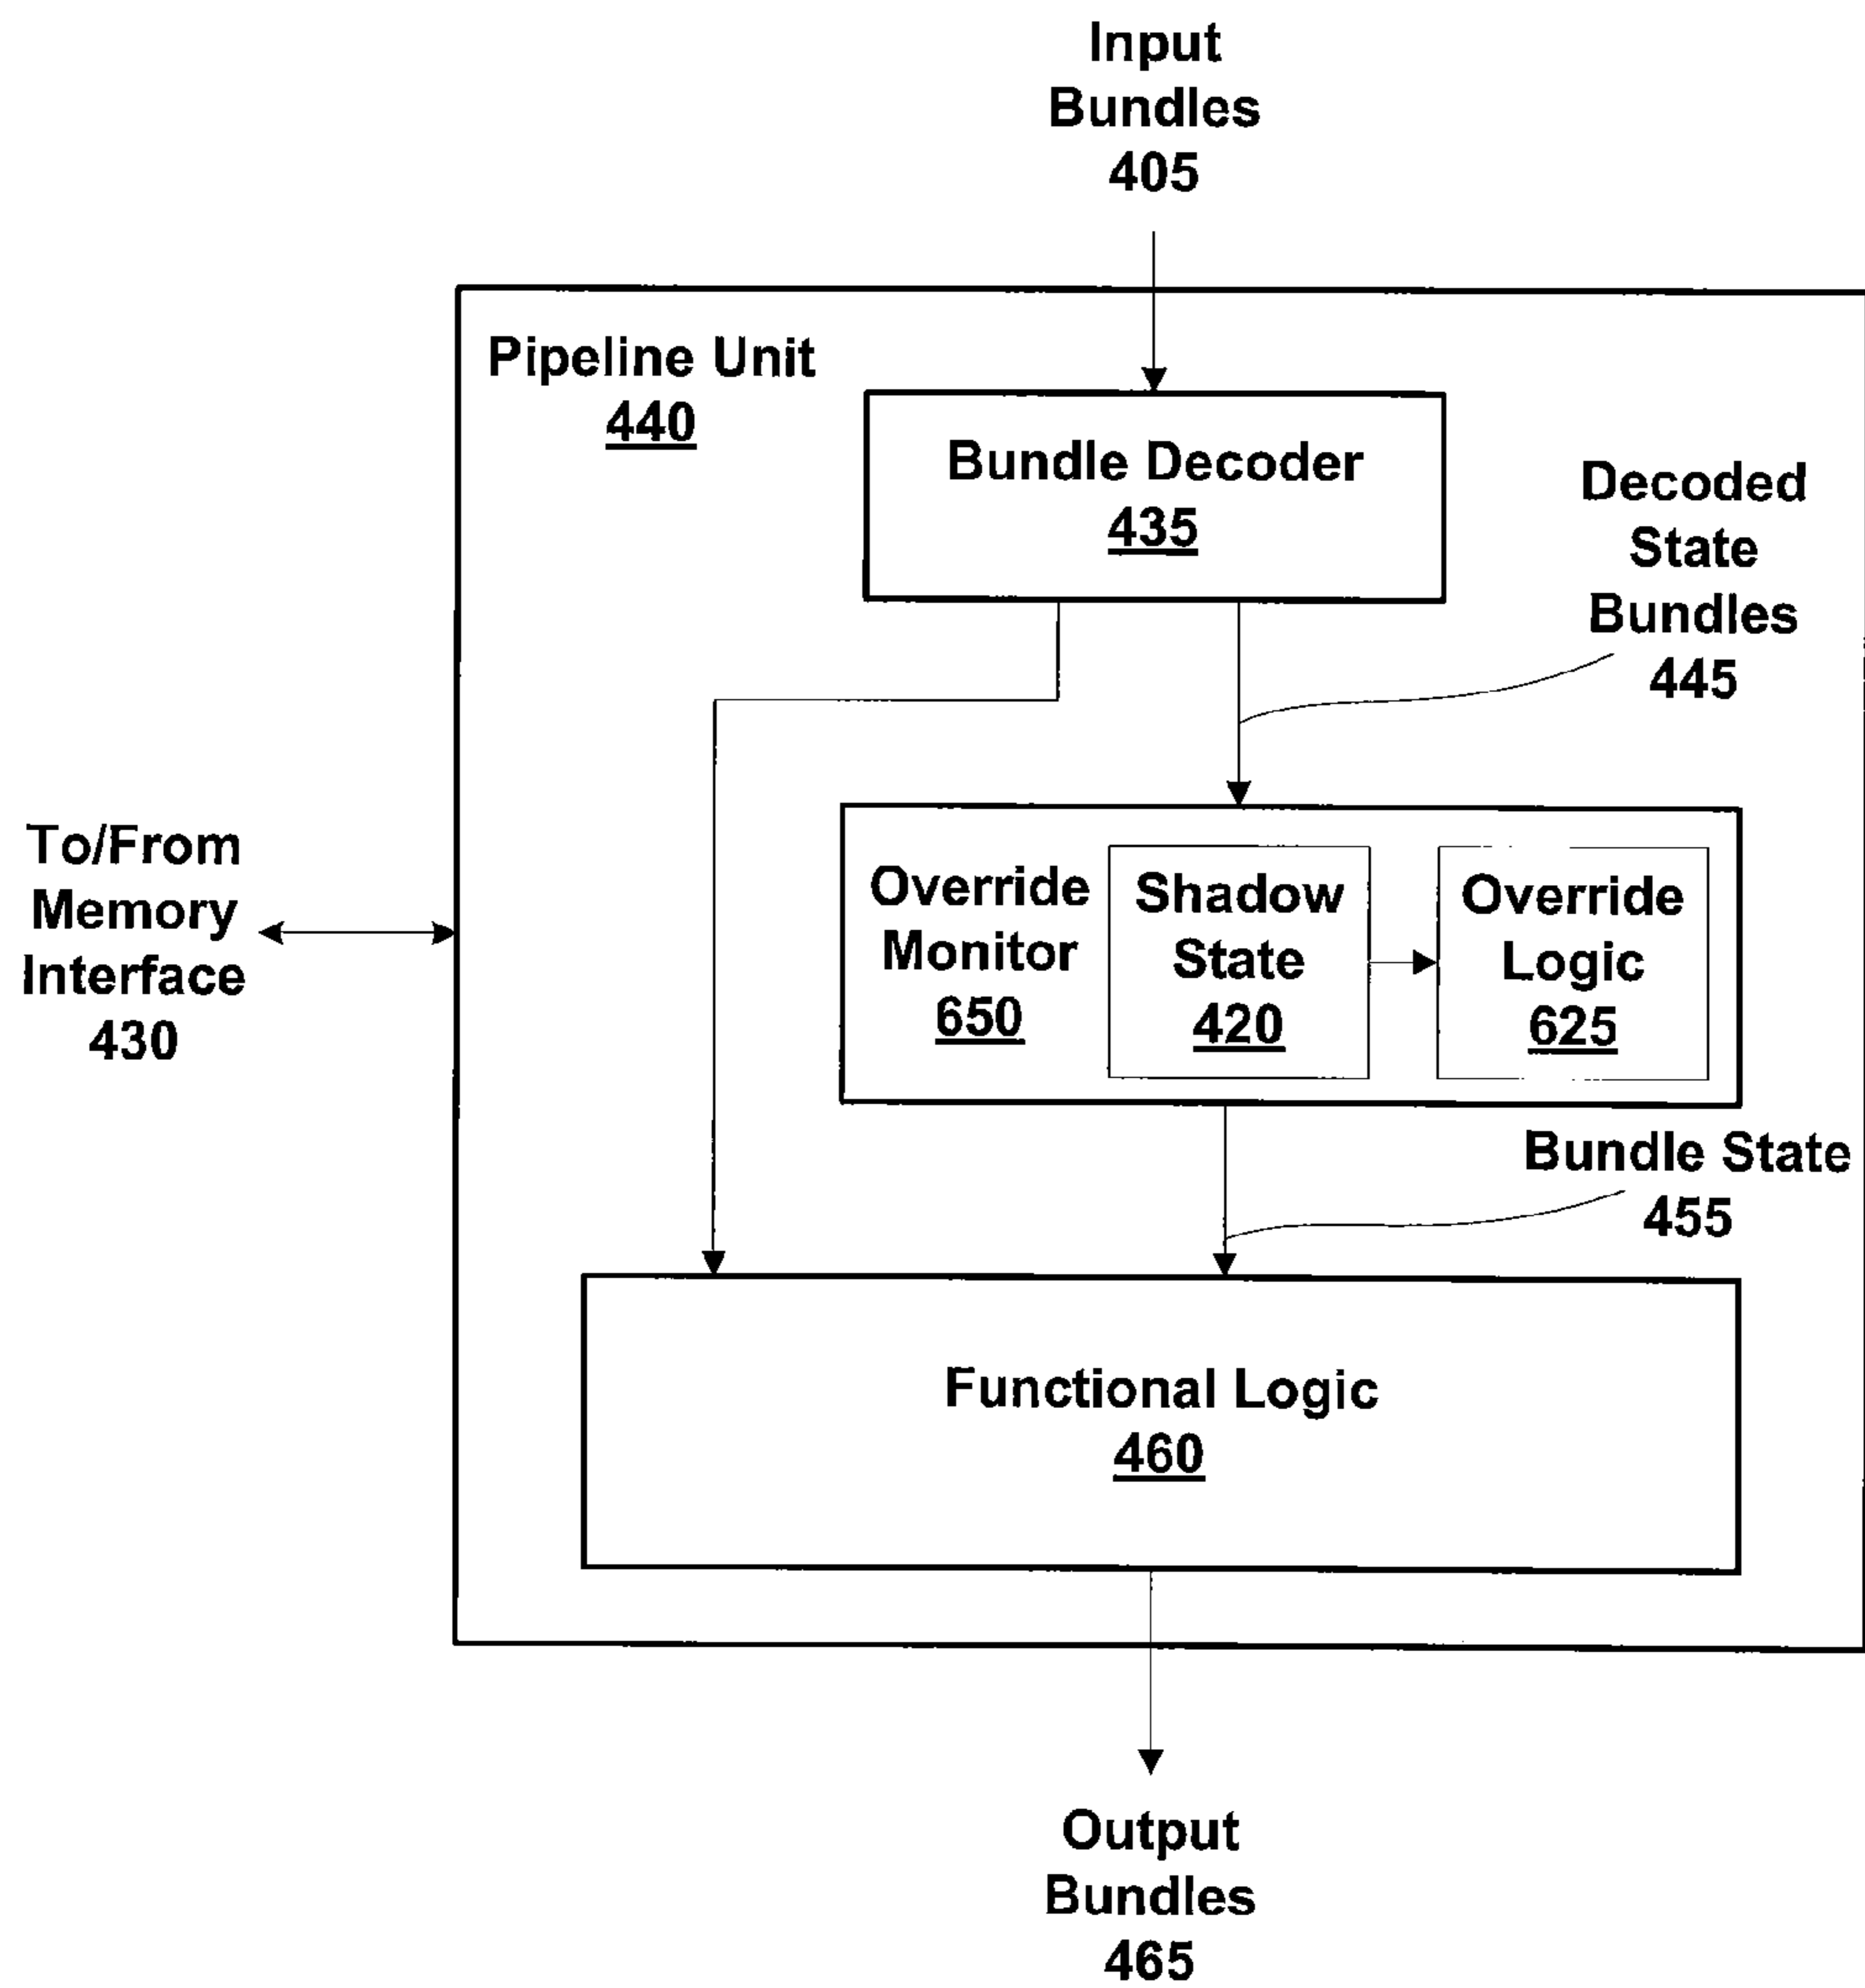 Input
Bundles
405
Pipeline Unit
440
Bundle Decoder
435
Decoded
State
Bundles
445
To/From
Memory
Interface
430
Override
Monitor
650
Shadow
State
420
Override
Logic
625
Bundle State
455
Functional Logic
460
Output
Bundles
465